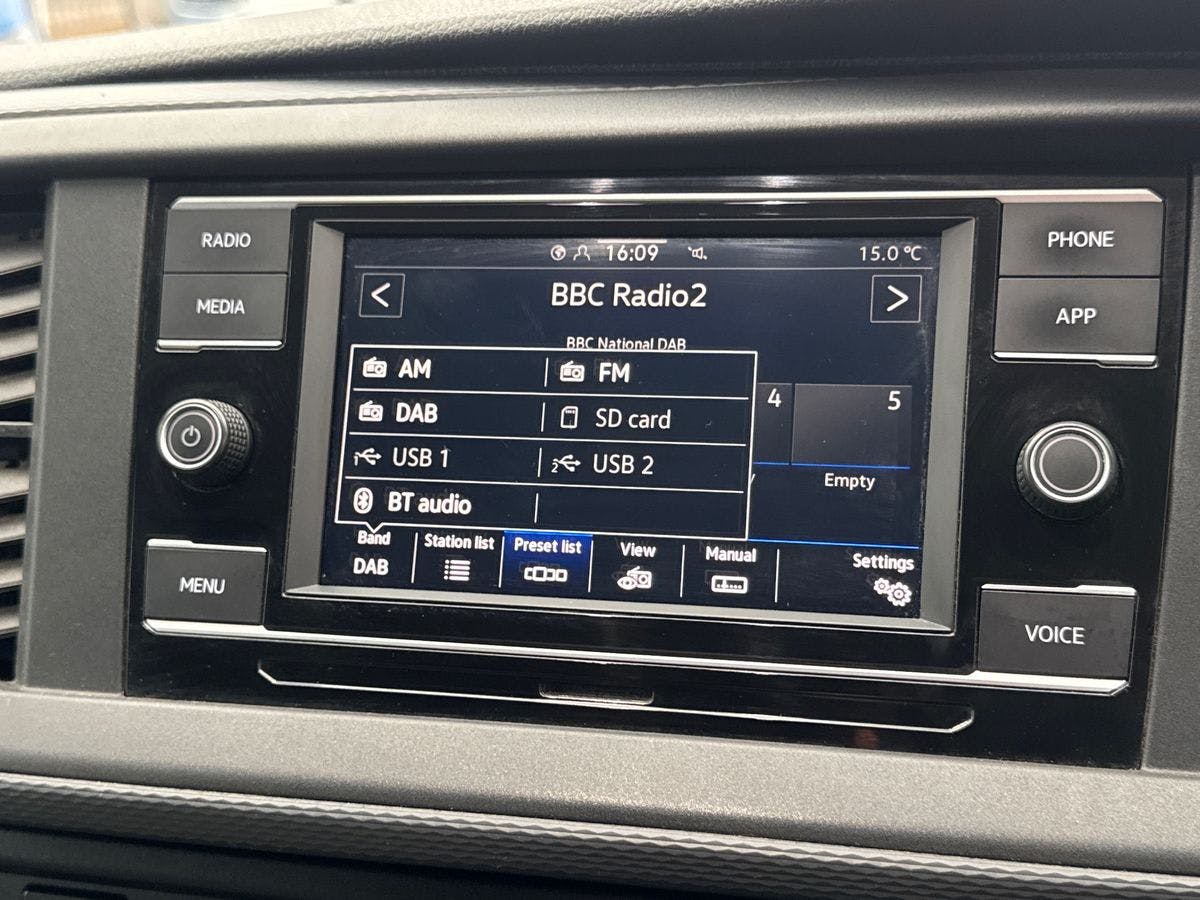 RADIO
MEDIA
MENU
PHONE
APP
VOICE
16:09
15.0 °C
<
BBC Radio2
>
BBC National DAB
AM
FM
DAB
SD card
1 USB 1
2 USB 2
BT audio
4
5
Empty
Band
DAB
Station list
Preset list
View
Manual
Settings